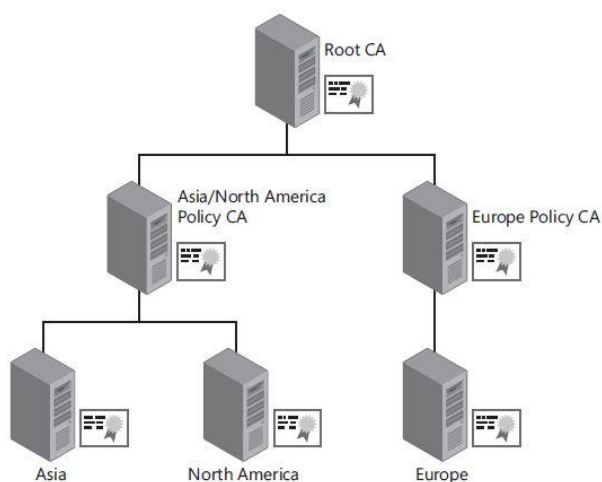 Root CA
Asia/North America
Policy CA
Europe Policy CA
Asia
North America
Europe